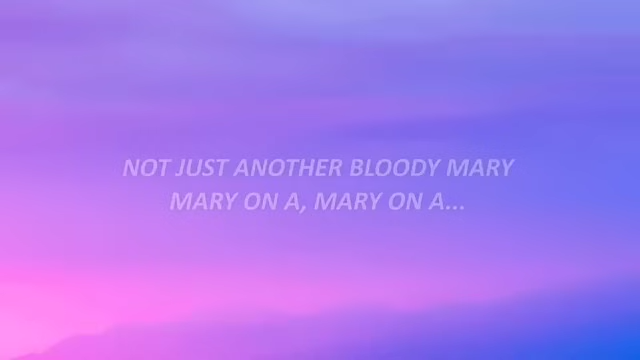 NOT JUST ANOTHER BLOODY MARY
MARY ON A, MARY ON A...